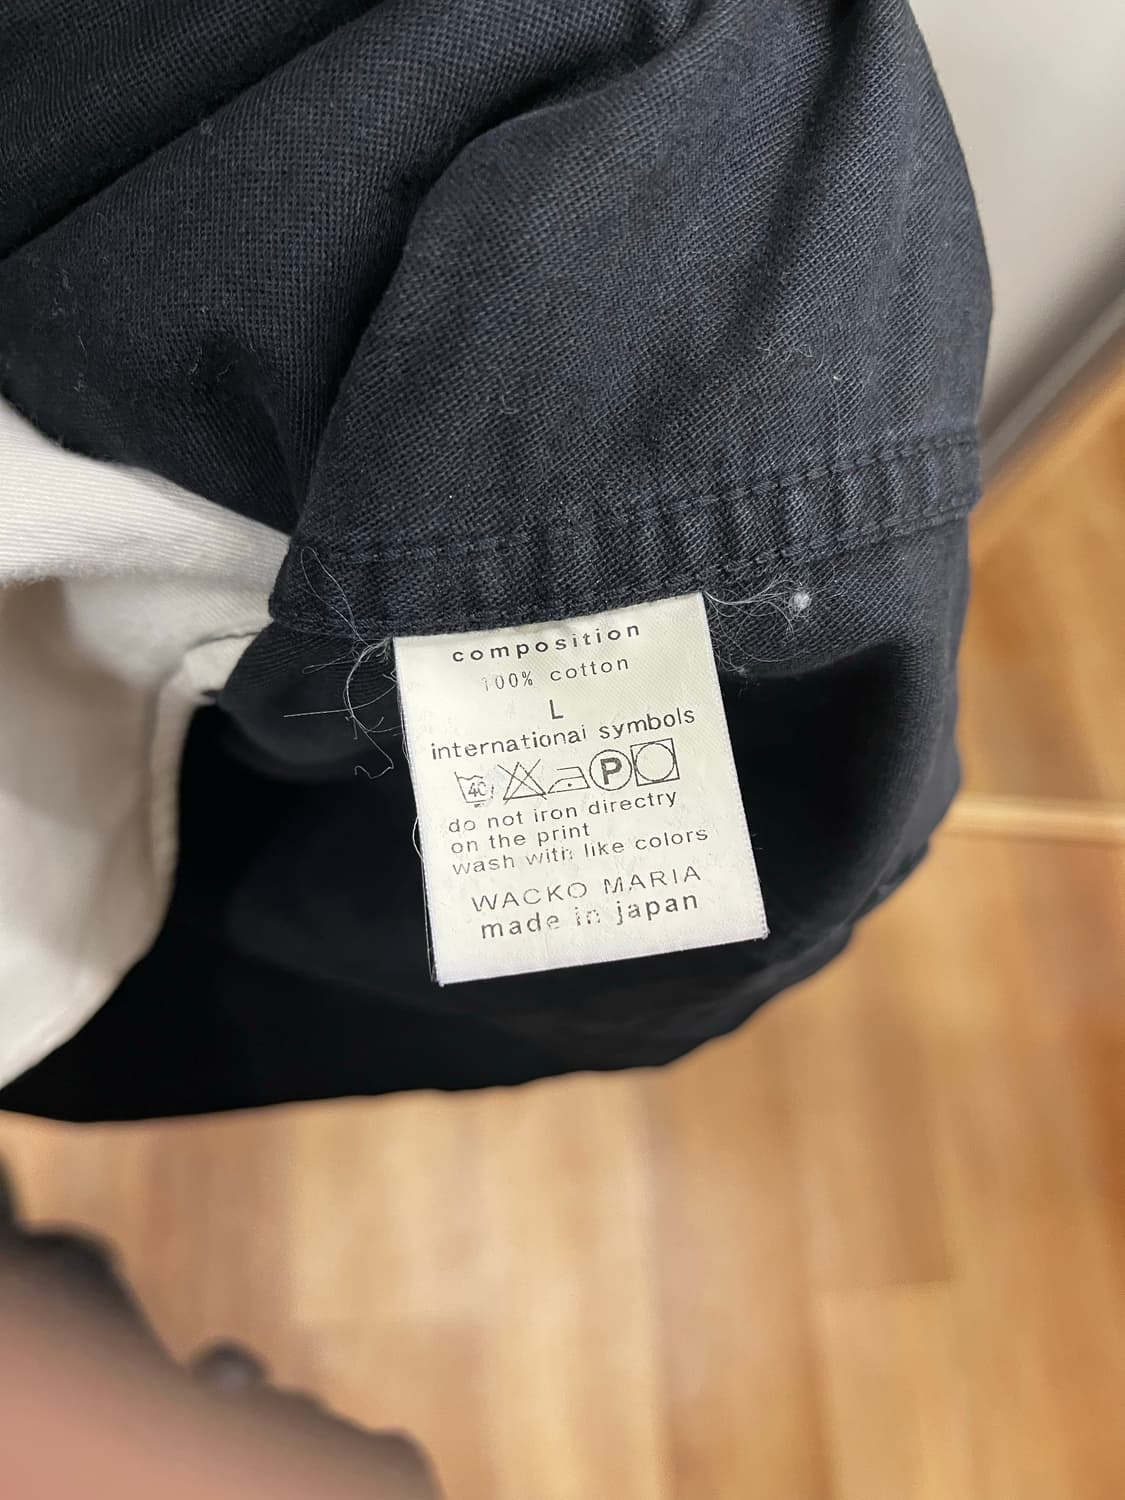 composition
100% cotton
L
international symbols
40 P
do not iron directry
on the print
wash with like colors
WACKO MARIA
made in japan